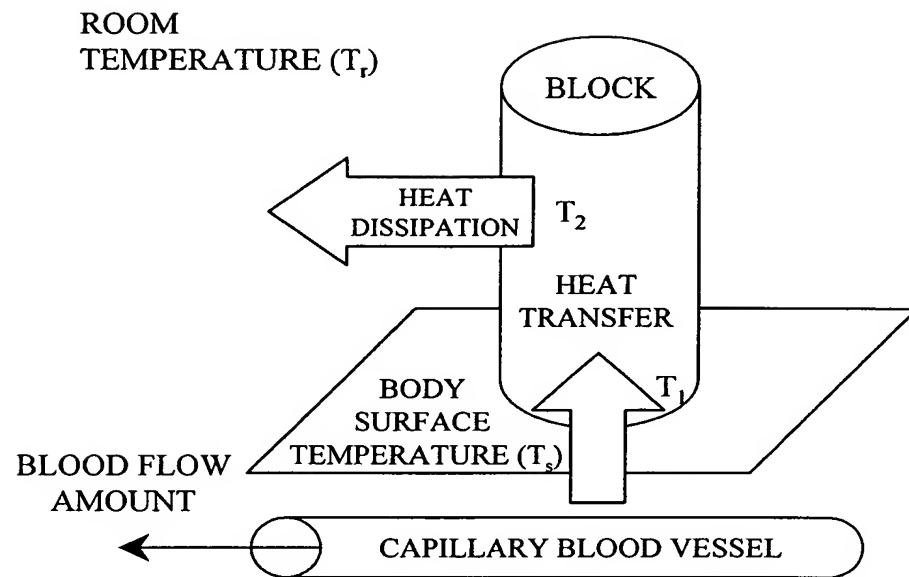 ROOM
TEMPERATURE (Tr)
BLOCK
HEAT
DISSIPATION
T2
HEAT
TRANSFER
T1
BODY
SURFACE
TEMPERATURE (Ts)
BLOOD FLOW
AMOUNT
CAPILLARY BLOOD VESSEL